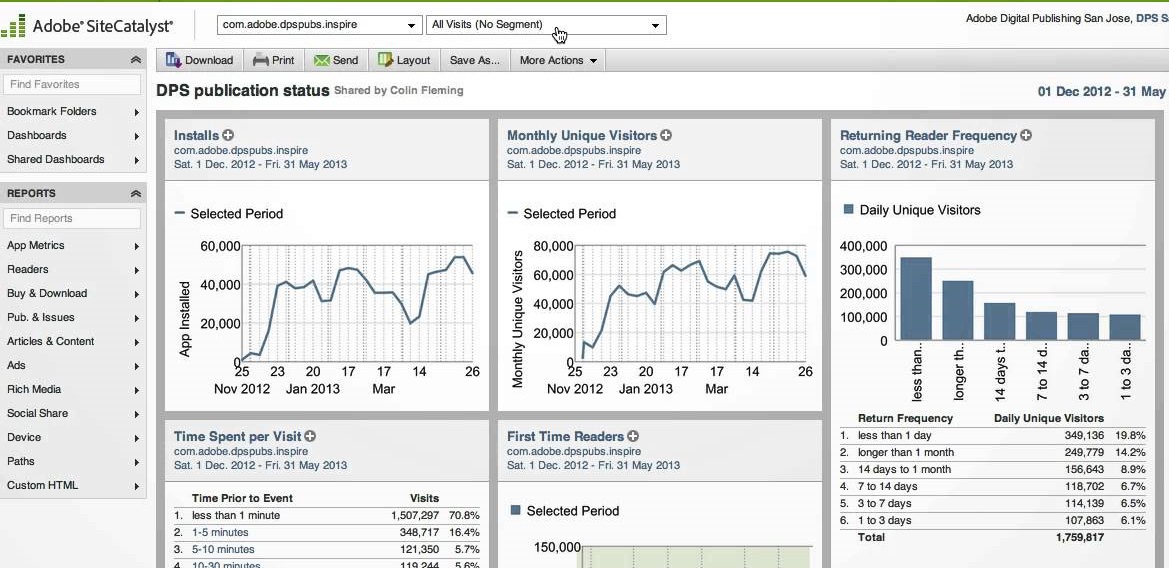 Adobe® SiteCatalyst®
com.adobe.dpspubs.inspire
All Visits (No Segment)
Adobe Digital Publishing San Jose, DPS S
FAVORITES
Find Favorites
Bookmark Folders
Dashboards
Shared Dashboards
REPORTS
Find Reports
App Metrics
Readers
Buy & Download
Pub. & Issues
Articles & Content
Ads
Rich Media
Social Share
Device
Paths
Custom HTML
Download Print Send Layout Save As... More Actions
DPS publication status Shared by Colin Fleming
01 Dec 2012 - 31 May
Installs
com.adobe.dpspubs.inspire
Sat. 1 Dec. 2012 - Fri. 31 May 2013
Selected Period
App Installed
60,000
40,000
20,000
0
25 23 20 17 17 14 26
Nov 2012 Jan 2013 Mar
Monthly Unique Visitors
com.adobe.dpspubs.inspire
Sat. 1 Dec. 2012 - Fri. 31 May 2013
Selected Period
Monthly Unique Visitors
80,000
60,000
40,000
20,000
0
25 23 20 17 17 14 26
Nov 2012 Jan 2013 Mar
Returning Reader Frequency
com.adobe.dpspubs.inspire
Sat. 1 Dec. 2012 - Fri. 31 May 2013
Daily Unique Visitors
400,000
300,000
200,000
100,000
0
less than..
longer th..
14 days t..
7 to 14 d..
3 to 7 da..
1 to 3 da..
Return Frequency Daily Unique Visitors
1. less than 1 day 349,136 19.8%
2. longer than 1 month 249,779 14.2%
3. 14 days to 1 month 156,643 8.9%
4. 7 to 14 days 118,702 6.7%
5. 3 to 7 days 114,139 6.5%
6. 1 to 3 days 107,863 6.1%
Total 1,759,817
Time Spent per Visit
com.adobe.dpspubs.inspire
Sat. 1 Dec. 2012 - Fri. 31 May 2013
Time Prior to Event Visits
1. less than 1 minute 1,507,297 70.8%
2. 1-5 minutes 348,717 16.4%
3. 5-10 minutes 121,350 5.7%
4. 10-30 minutes 119,244 5.6%
First Time Readers
com.adobe.dpspubs.inspire
Sat. 1 Dec. 2012 - Fri. 31 May 2013
Selected Period
150,000